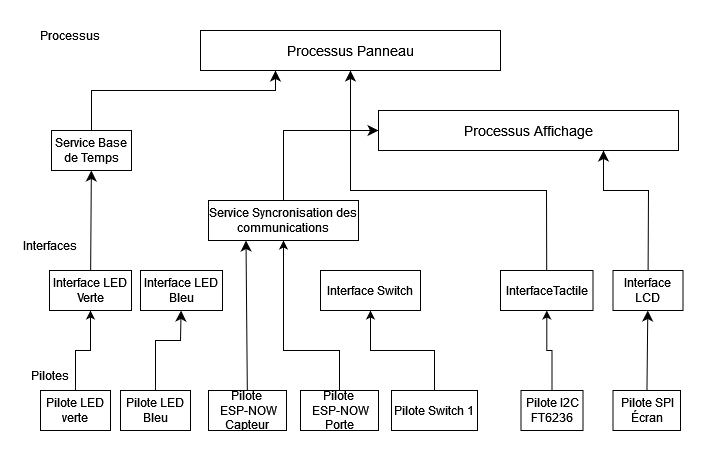 Processus
Processus Panneau
Processus Affichage
Service Base
de Temps
Service Syncronisation des
communications
Interfaces
Interface LED
Verte
Interface LED
Bleu
Interface Switch
InterfaceTactile
Interface
LCD
Pilotes
Pilote LED
verte
Pilote LED
Bleu
Pilote
ESP-NOW
Capteur
Pilote
ESP-NOW
Porte
Pilote Switch 1
Pilote I2C
FT6236
Pilote SPI
Écran